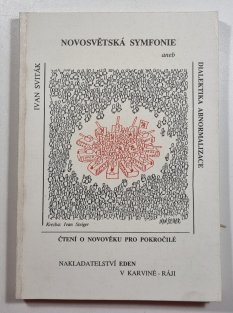 NOVOSVĚTSKÁ SYMFONIE
aneb
IVAN SVITÁK
DIALEKTIKA ABNORMALIZACE
Kresba: Ivan Steiger
ČTENÍ O NOVOVĚKU PRO POKROČILÉ
NAKLADATELSTVÍ EDEN
V KARVINÉ - RÁJI